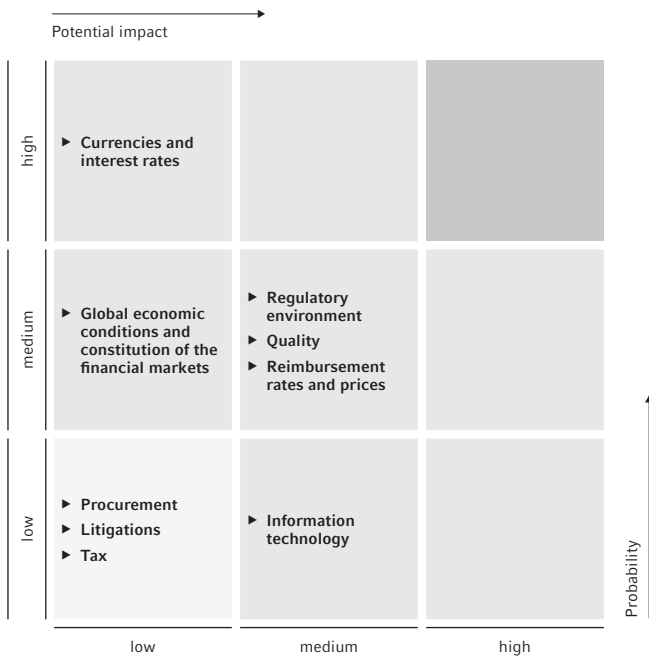 Potential impact
high
▶ Currencies and
interest rates
medium
▶ Global economic
conditions and
constitution of the
financial markets
▶ Regulatory
environment
▶ Quality
▶ Reimbursement
rates and prices
low
▶ Procurement
▶ Litigations
▶ Tax
▶ Information
technology
Probability
low
medium
high